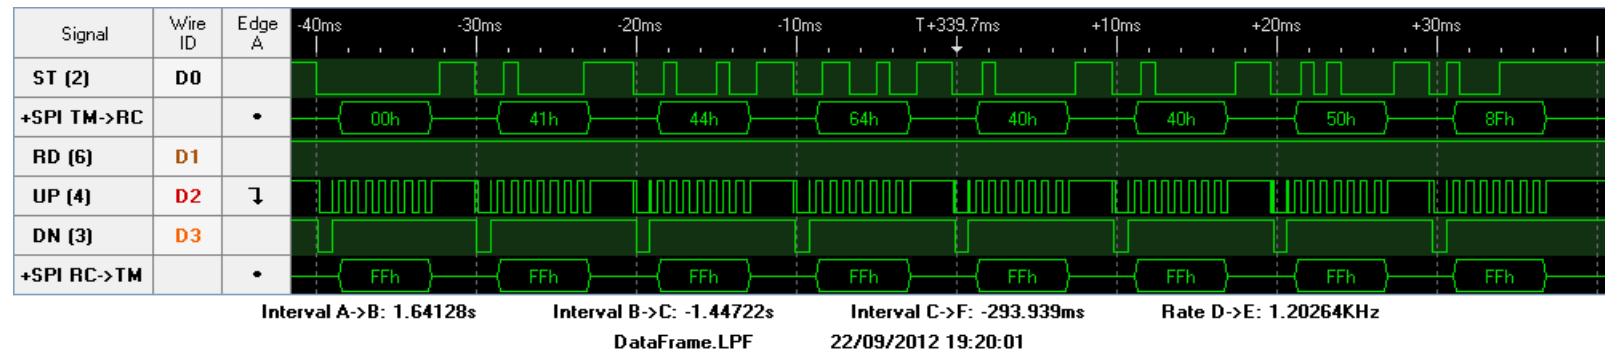 Signal Wire ID Edge A -40ms -30ms -20ms -10ms T+339.7ms +10ms +20ms +30ms
ST (2) D0
+SPI TM->RC • 00h 41h 44h 64h 40h 40h 50h 8Fh
RD (6) D1
UP (4) D2
DN (3) D3
+SPI RC->TM • FFh FFh FFh FFh FFh FFh FFh FFh
Interval A->B: 1.64128s Interval B->C: -1.44722s Interval C->F: -293.939ms Rate D->E: 1.20264KHz
DataFrame.LPF 22/09/2012 19:20:01